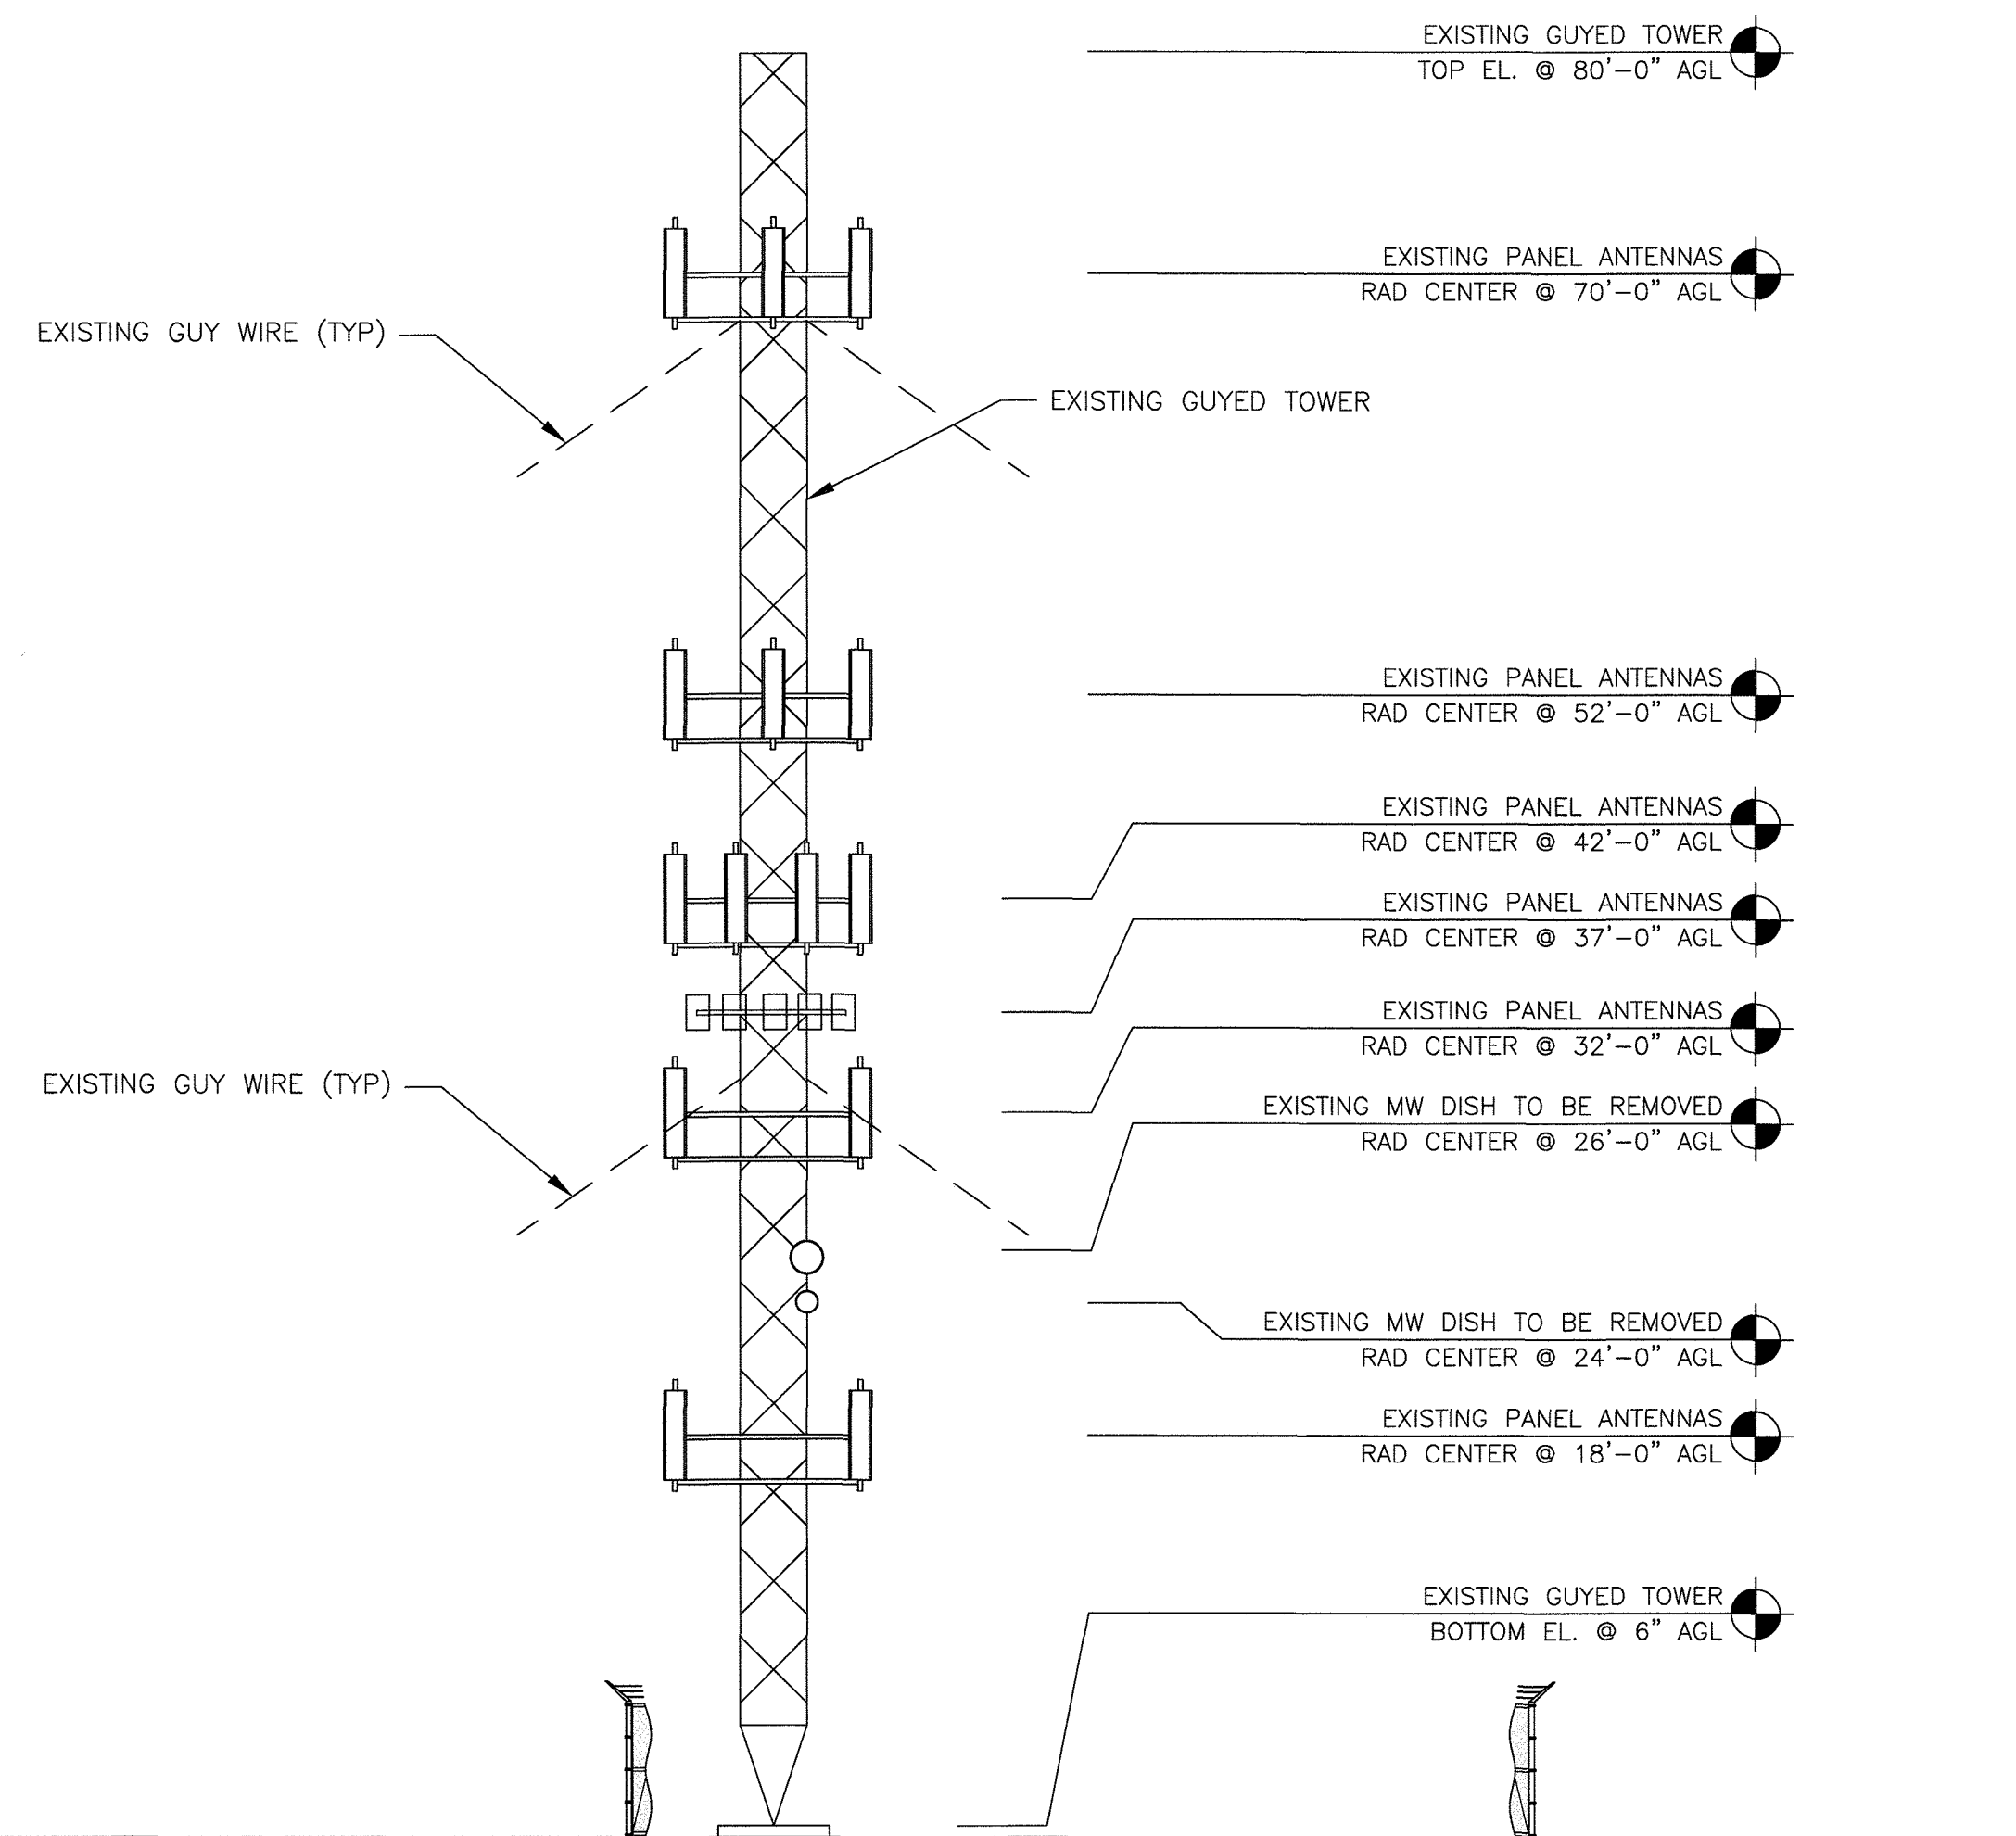 EXISTING GUYED TOWER
TOP EL. @ 80'-0" AGL
EXISTING PANEL ANTENNAS
RAD CENTER @ 70'-0" AGL
EXISTING GUY WIRE (TYP)
EXISTING GUYED TOWER
EXISTING PANEL ANTENNAS
RAD CENTER @ 52'-0" AGL
EXISTING PANEL ANTENNAS
RAD CENTER @ 42'-0" AGL
EXISTING PANEL ANTENNAS
RAD CENTER @ 37'-0" AGL
EXISTING PANEL ANTENNAS
RAD CENTER @ 32'-0" AGL
EXISTING GUY WIRE (TYP)
EXISTING MW DISH TO BE REMOVED
RAD CENTER @ 26'-0" AGL
EXISTING MW DISH TO BE REMOVED
RAD CENTER @ 24'-0" AGL
EXISTING PANEL ANTENNAS
RAD CENTER @ 18'-0" AGL
EXISTING GUYED TOWER
BOTTOM EL. @ 6" AGL